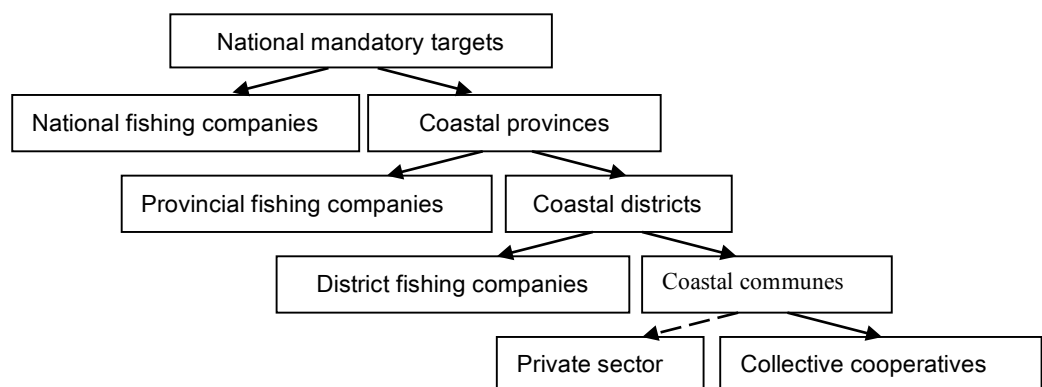 National mandatory targets
National fishing companies
Coastal provinces
Provincial fishing companies
Coastal districts
District fishing companies
Coastal communes
Private sector
Collective cooperatives